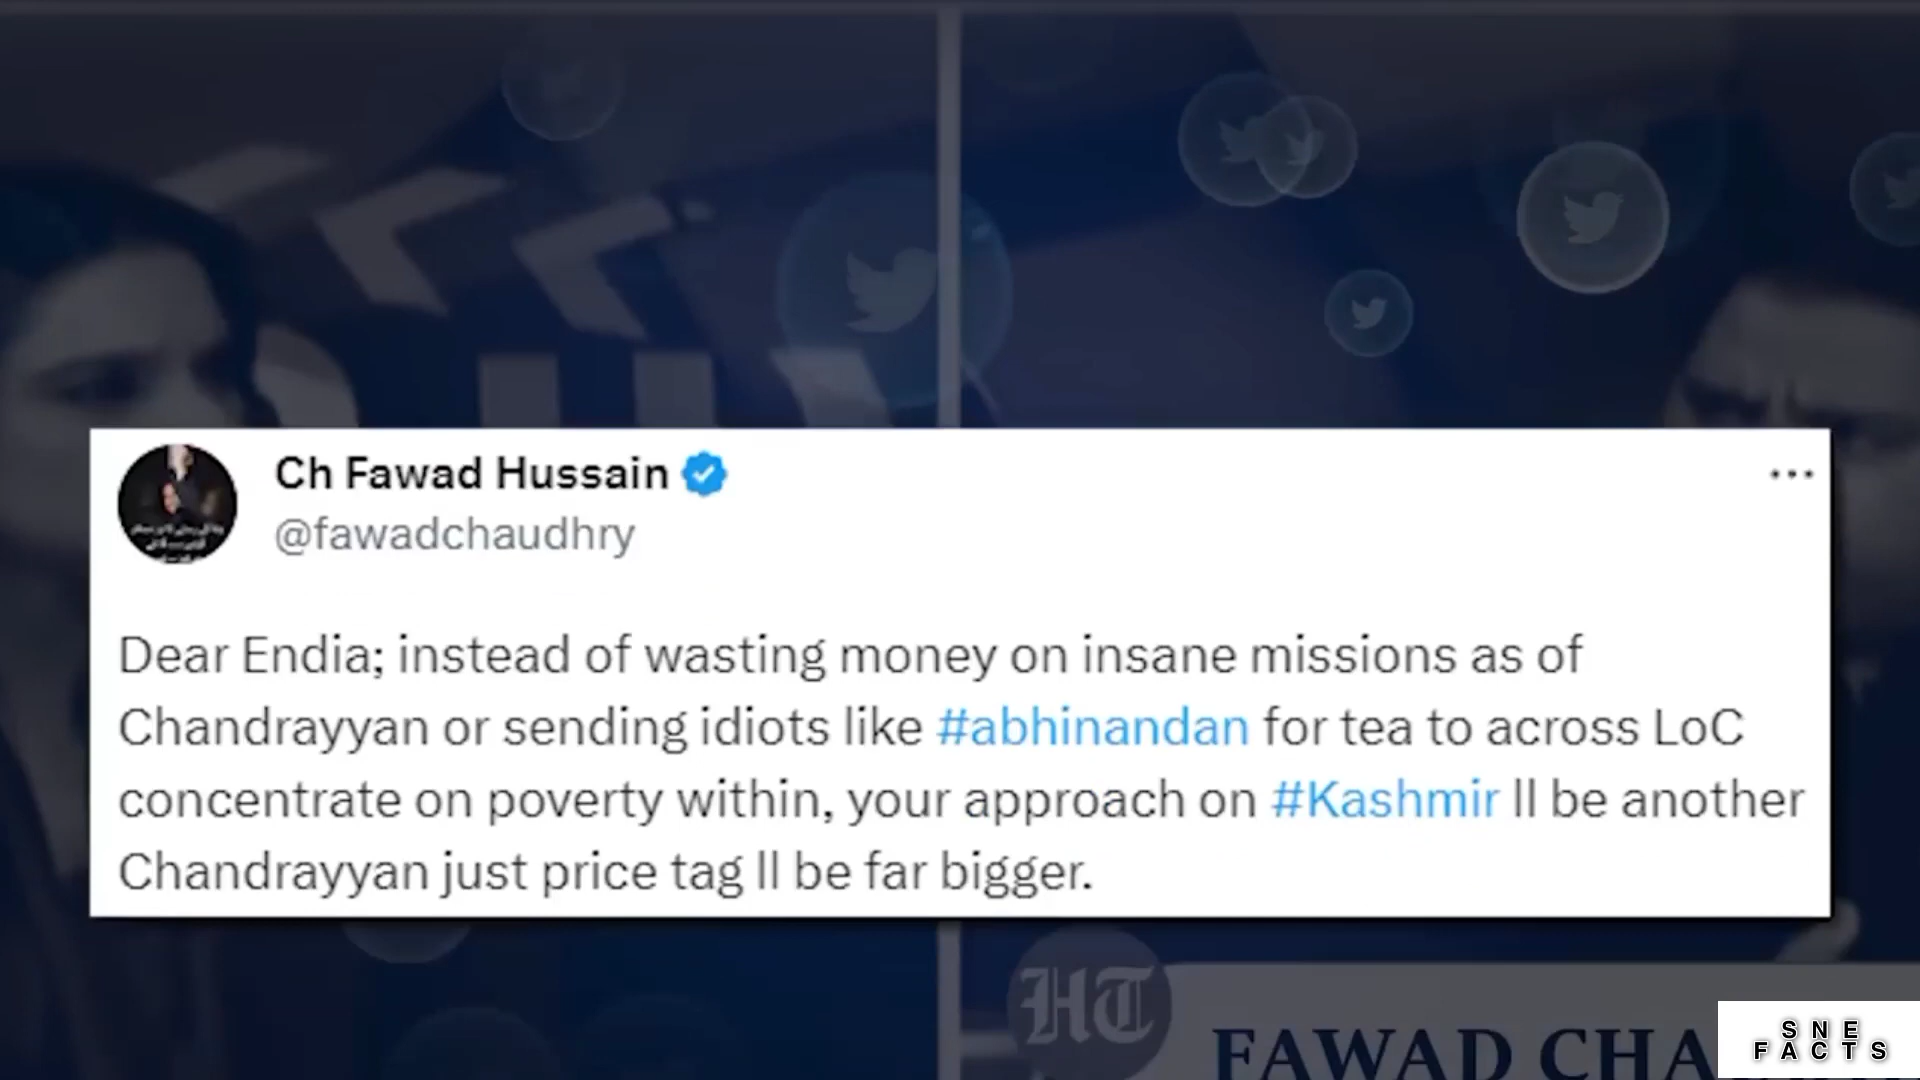 Ch Fawad Hussain
@fawadchaudhry
Dear Endia; instead of wasting money on insane missions as of
Chandrayyan or sending idiots like #abhinandan for tea to across LoC
concentrate on poverty within, your approach on #Kashmir ll be another
Chandrayyan just price tag ll be far bigger.
HT
FAWAD CHA
SNE
FACTS